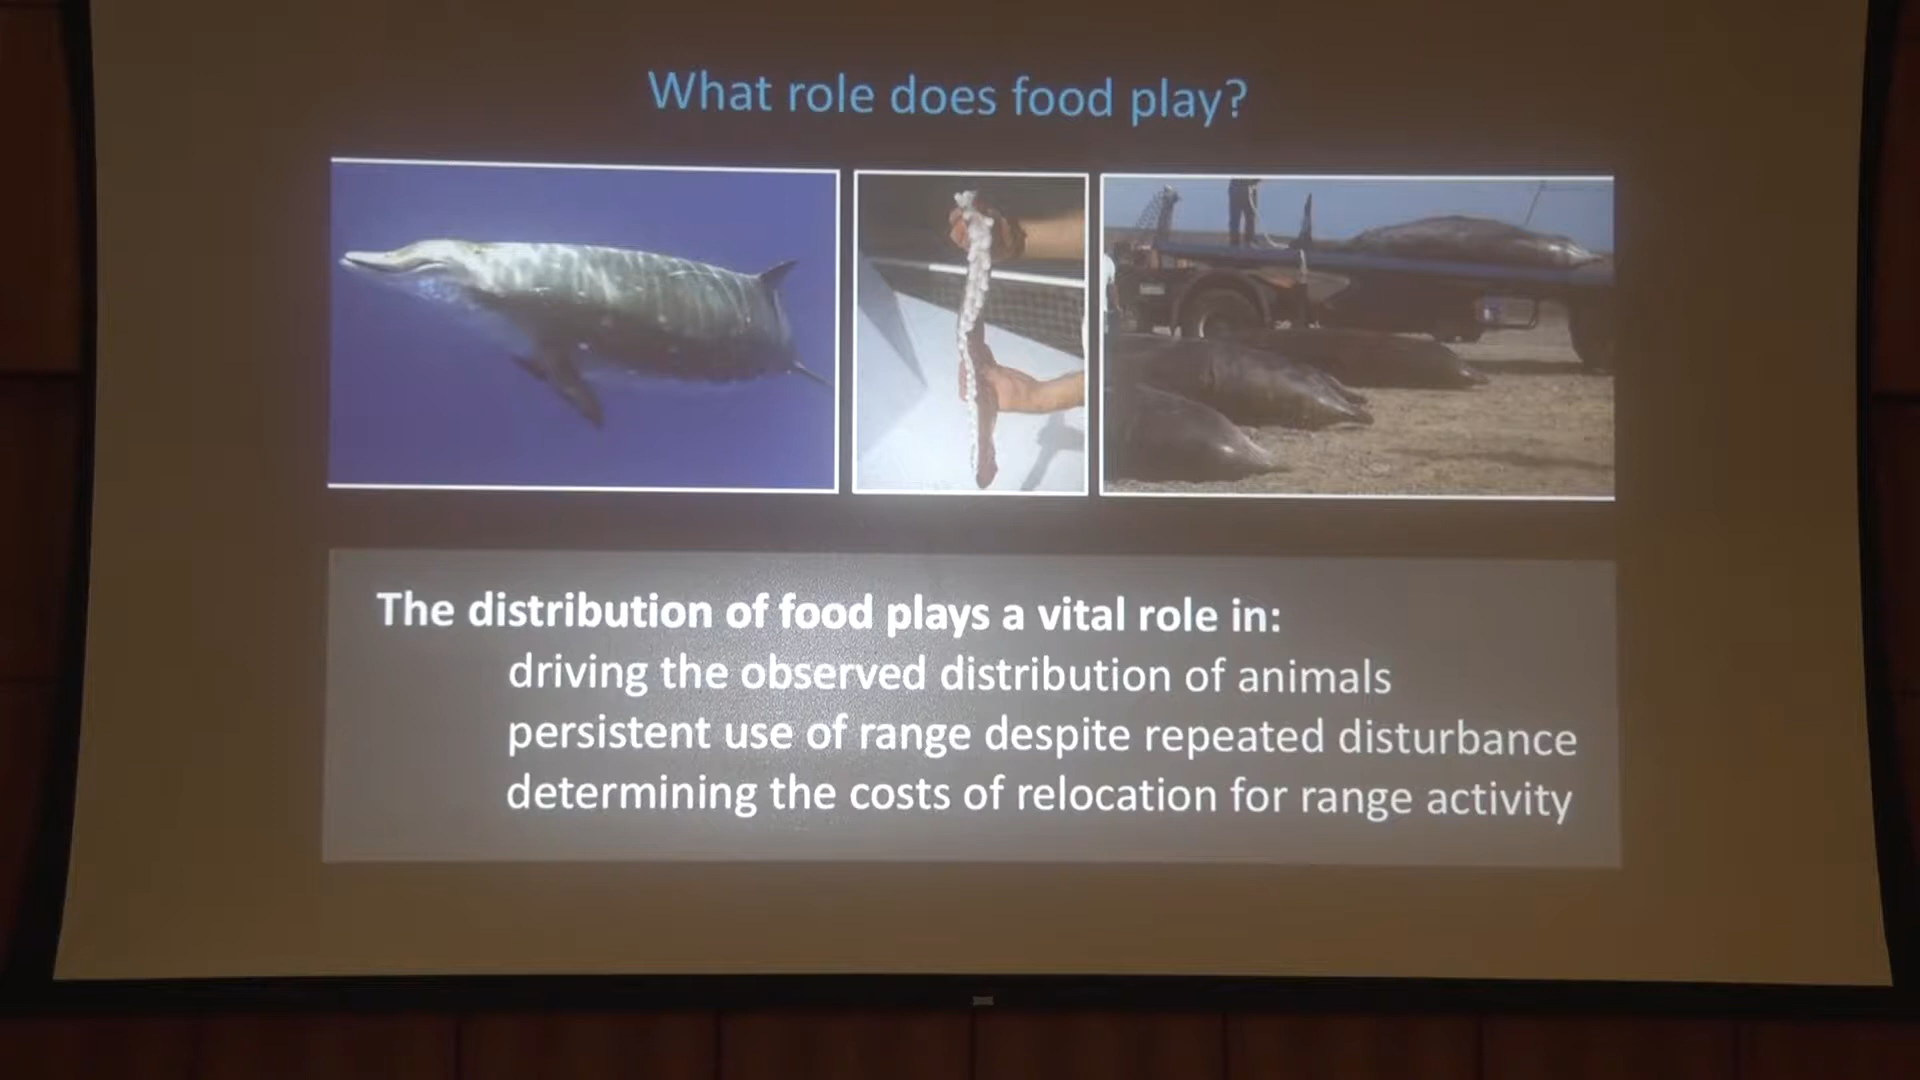 What role does food play?
The distribution of food plays a vital role in:
driving the observed distribution of animals
persistent use of range despite repeated disturbance
determining the costs of relocation for range activity